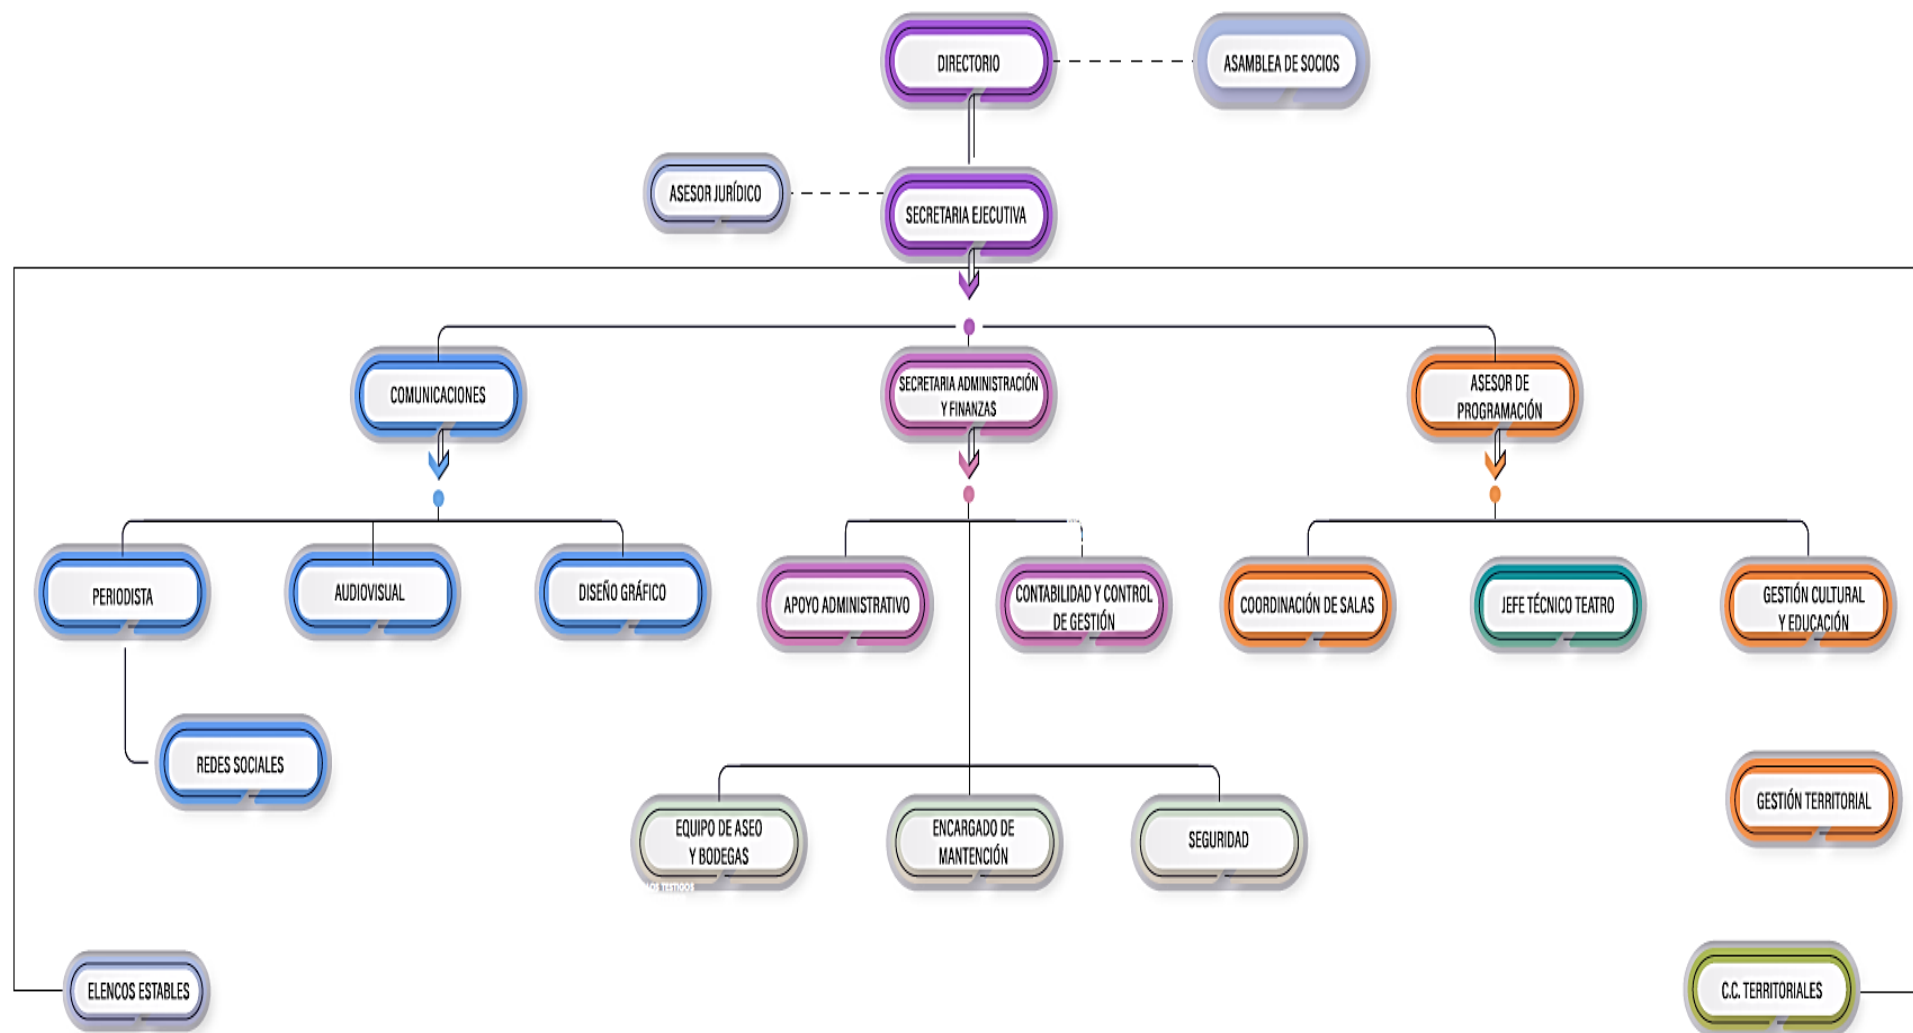 DIRECTORIO
ASAMBLEA DE SOCIOS
ASESOR JURÍDICO
SECRETARIA EJECUTIVA
COMUNICACIONES
SECRETARIA ADMINISTRACIÓN
Y FINANZAS
ASESOR DE
PROGRAMACIÓN
PERIODISTA
AUDIOVISUAL
DISEÑO GRÁFICO
APOYO ADMINISTRATIVO
CONTABILIDAD Y CONTROL
DE GESTIÓN
COORDINACIÓN DE SALAS
JEFE TÉCNICO TEATRO
GESTIÓN CULTURAL
Y EDUCACIÓN
REDES SOCIALES
GESTIÓN TERRITORIAL
EQUIPO DE ASEO
Y BODEGAS
ENCARGADO DE
MANTENCIÓN
SEGURIDAD
LOS TESTIGOS
ELENCOS ESTABLES
C.C. TERRITORIALES